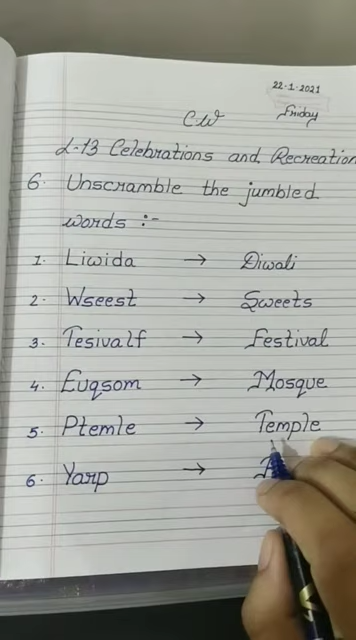 22-1-2021
Friday
C.W
L-13 Celebrations and Recreation
6. Unscramble the jumbled
words :-
1. Liwida → Diwali
2. Wseest → Sweets
3. Tesivalf → Festival
4. Euqsom → Mosque
5. Ptemle → Temple
6. Yarp →